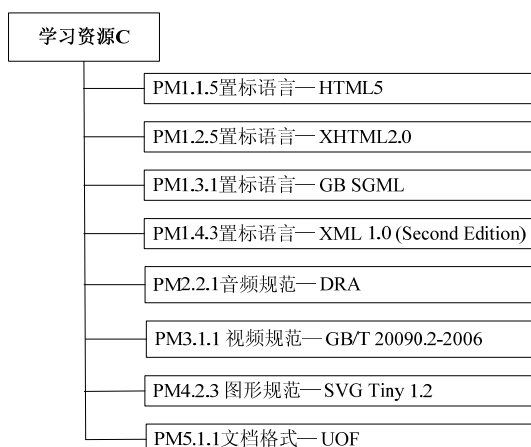 学习资源C
PM1.1.5置标语言—HTML5
PM1.2.5置标语言—XHTML2.0
PM1.3.1置标语言—GB SGML
PM1.4.3置标语言—XML 1.0 (Second Edition)
PM2.2.1音频规范—DRA
PM3.1.1 视频规范—GB/T 20090.2-2006
PM4.2.3 图形规范—SVG Tiny 1.2
PM5.1.1文档格式—UOF